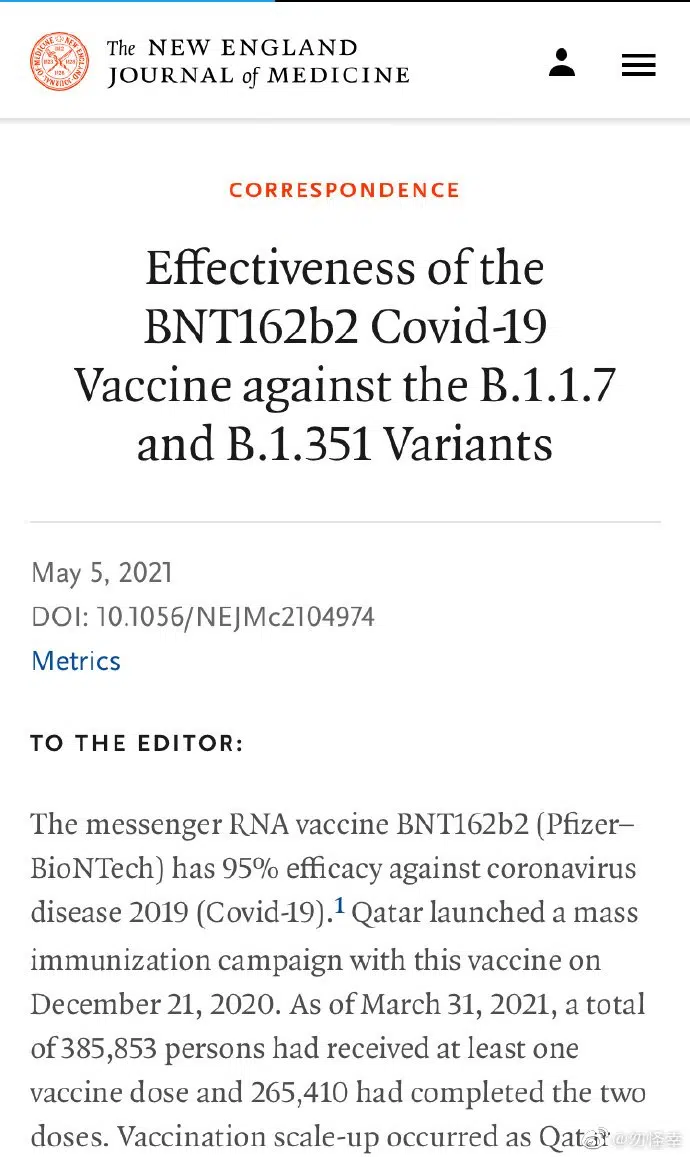 The NEW ENGLAND
JOURNAL of MEDICINE
CORRESPONDENCE
Effectiveness of the
BNT162b2 Covid-19
Vaccine against the B.1.1.7
and B.1.351 Variants
May 5, 2021
DOI: 10.1056/NEJMc2104974
Metrics
TO THE EDITOR:
The messenger RNA vaccine BNT162b2 (Pfizer–
BioNTech) has 95% efficacy against coronavirus
disease 2019 (Covid-19).1 Qatar launched a mass
immunization campaign with this vaccine on
December 21, 2020. As of March 31, 2021, a total
of 385,853 persons had received at least one
vaccine dose and 265,410 had completed the two
doses. Vaccination scale-up occurred as Qatar
@勿怪幸